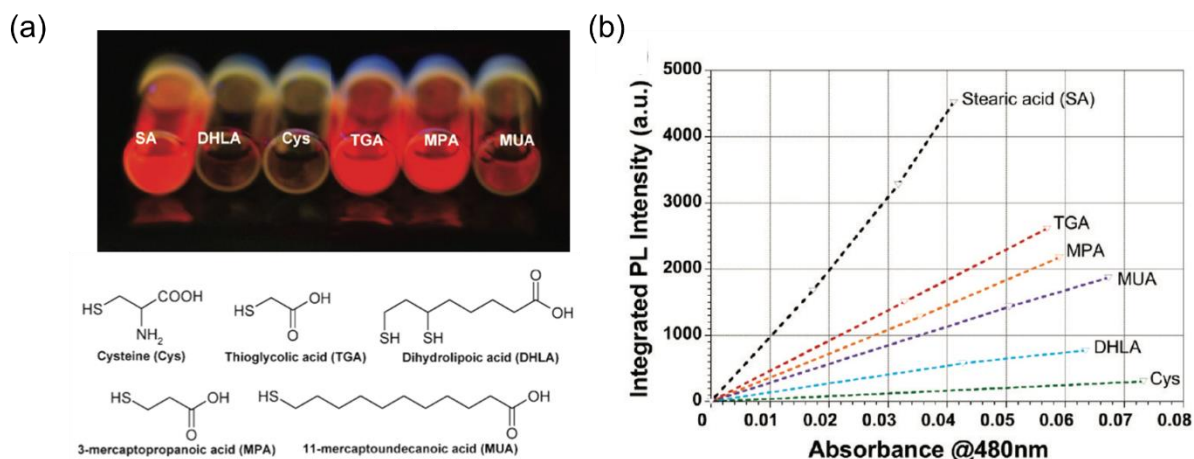 (a)
SA DHLA Cys TGA MPA MUA
HS COOH
NH₂
Cysteine (Cys)
HS OH
O
Thioglycolic acid (TGA)
O
OH
SH SH
Dihydrolipoic acid (DHLA)
HS OH
O
3-mercaptopropanoic acid (MPA)
HS OH
O
11-mercaptoundecanoic acid (MUA)
(b)
Integrated PL Intensity (a.u.)
5000
4000
3000
2000
1000
0
Stearic acid (SA)
TGA
MPA
MUA
DHLA
Cys
0 0.01 0.02 0.03 0.04 0.05 0.06 0.07 0.08
Absorbance @480nm